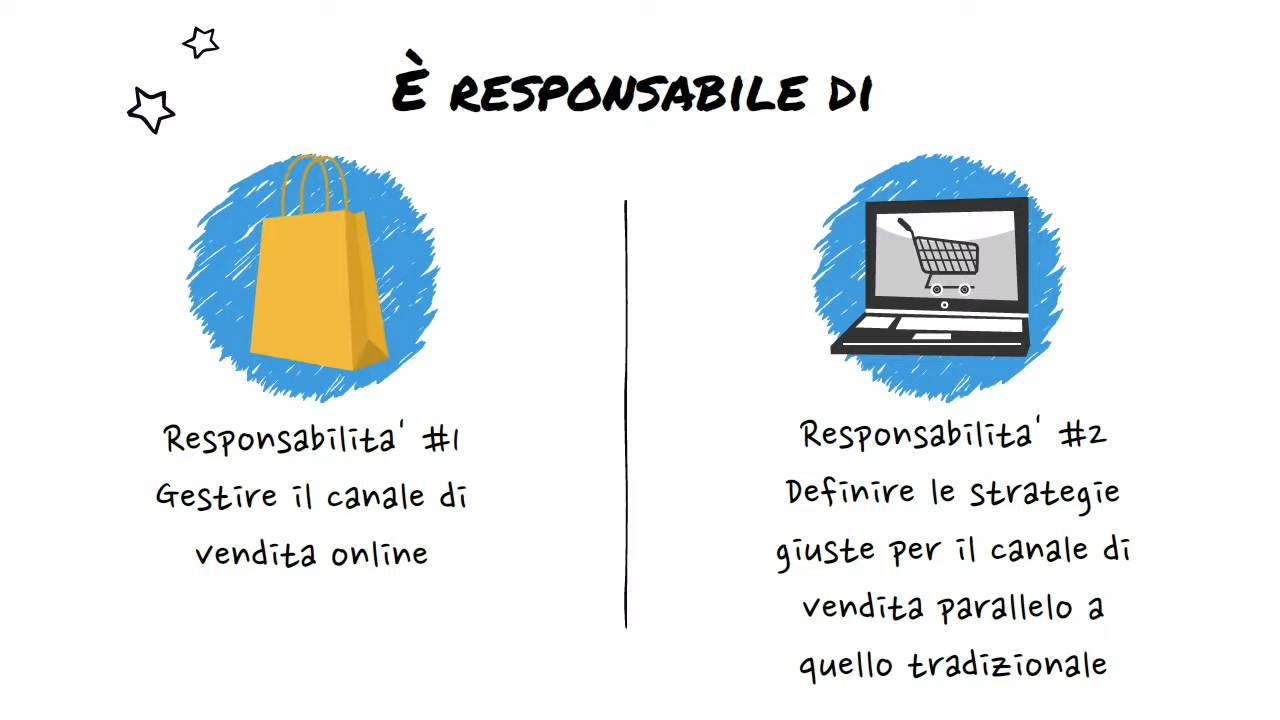 È RESPONSABILE DI
Responsabilita' #1
Gestire il canale di
vendita online
Responsabilita' #2
Definire le strategie
giuste per il canale di
vendita parallelo a
quello tradizionale